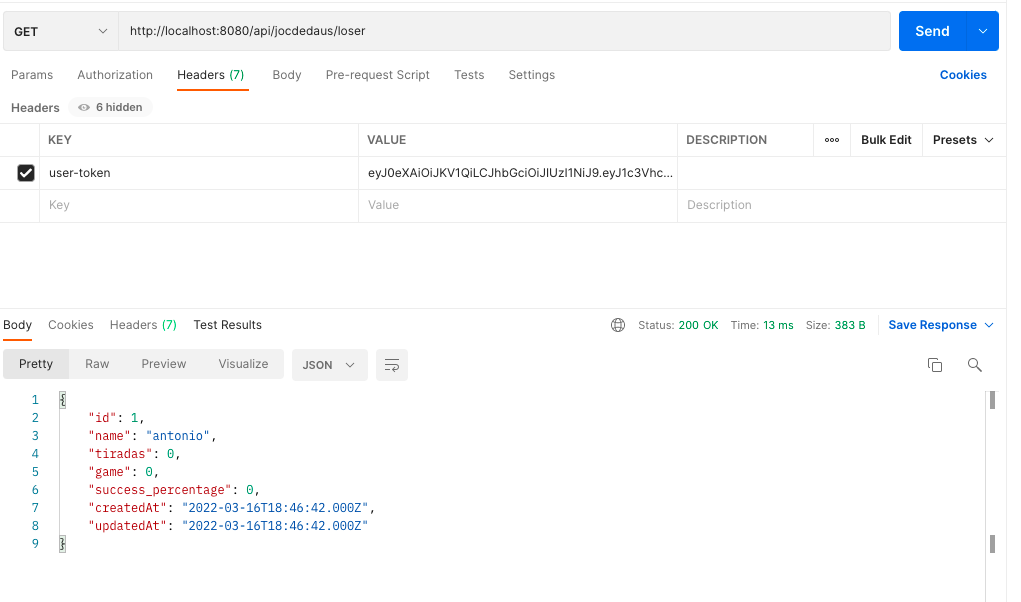 GET http://localhost:8080/api/jocdedaus/loser Send
Params Authorization Headers (7) Body Pre-request Script Tests Settings Cookies
Headers 6 hidden
KEY VALUE DESCRIPTION ooo Bulk Edit Presets
user-token eyJ0eXAiOiJKV1QiLCJhbGciOiJIUzI1NiJ9.eyJ1c3Vhc...
Key Value Description
Body Cookies Headers (7) Test Results Status: 200 OK Time: 13 ms Size: 383 B Save Response
Pretty Raw Preview Visualize JSON
1 {
2 "id": 1,
3 "name": "antonio",
4 "tiradas": 0,
5 "game": 0,
6 "success_percentage": 0,
7 "createdAt": "2022-03-16T18:46:42.000Z",
8 "updatedAt": "2022-03-16T18:46:42.000Z"
9 }